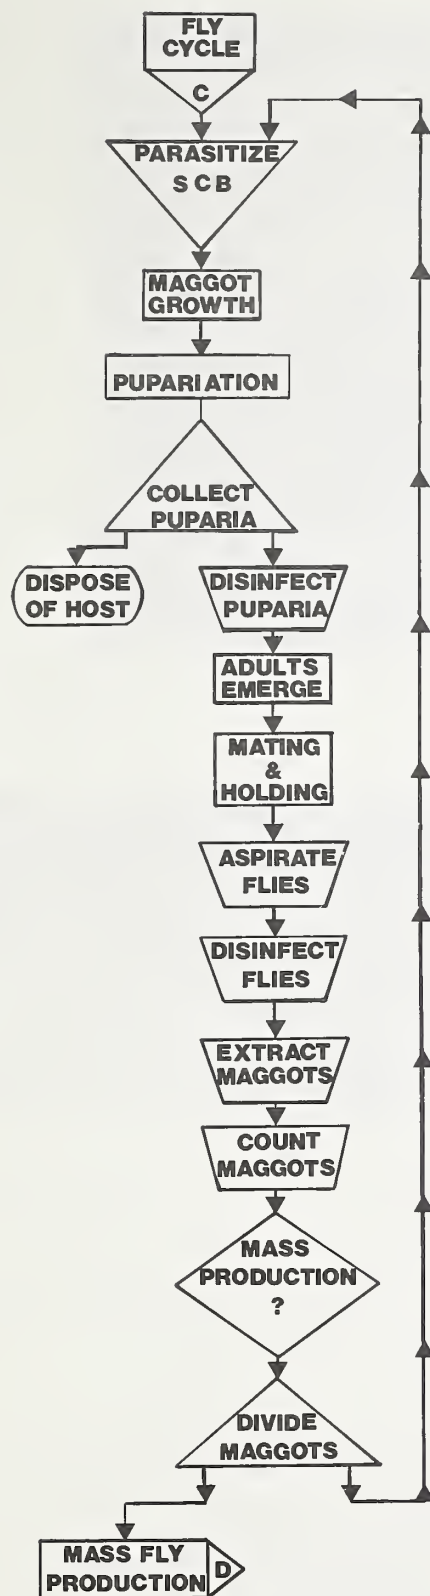 FLY
CYCLE
C
PARASITIZE
SCB
MAGGOT
GROWTH
PUPARIATION
COLLECT
PUPARIA
DISPOSE
OF HOST
DISINFECT
PUPARIA
ADULTS
EMERGE
MATING
&
HOLDING
ASPIRATE
FLIES
DISINFECT
FLIES
EXTRACT
MAGGOTS
COUNT
MAGGOTS
MASS
PRODUCTION
?
DIVIDE
MAGGOTS
MASS FLY
PRODUCTION
D